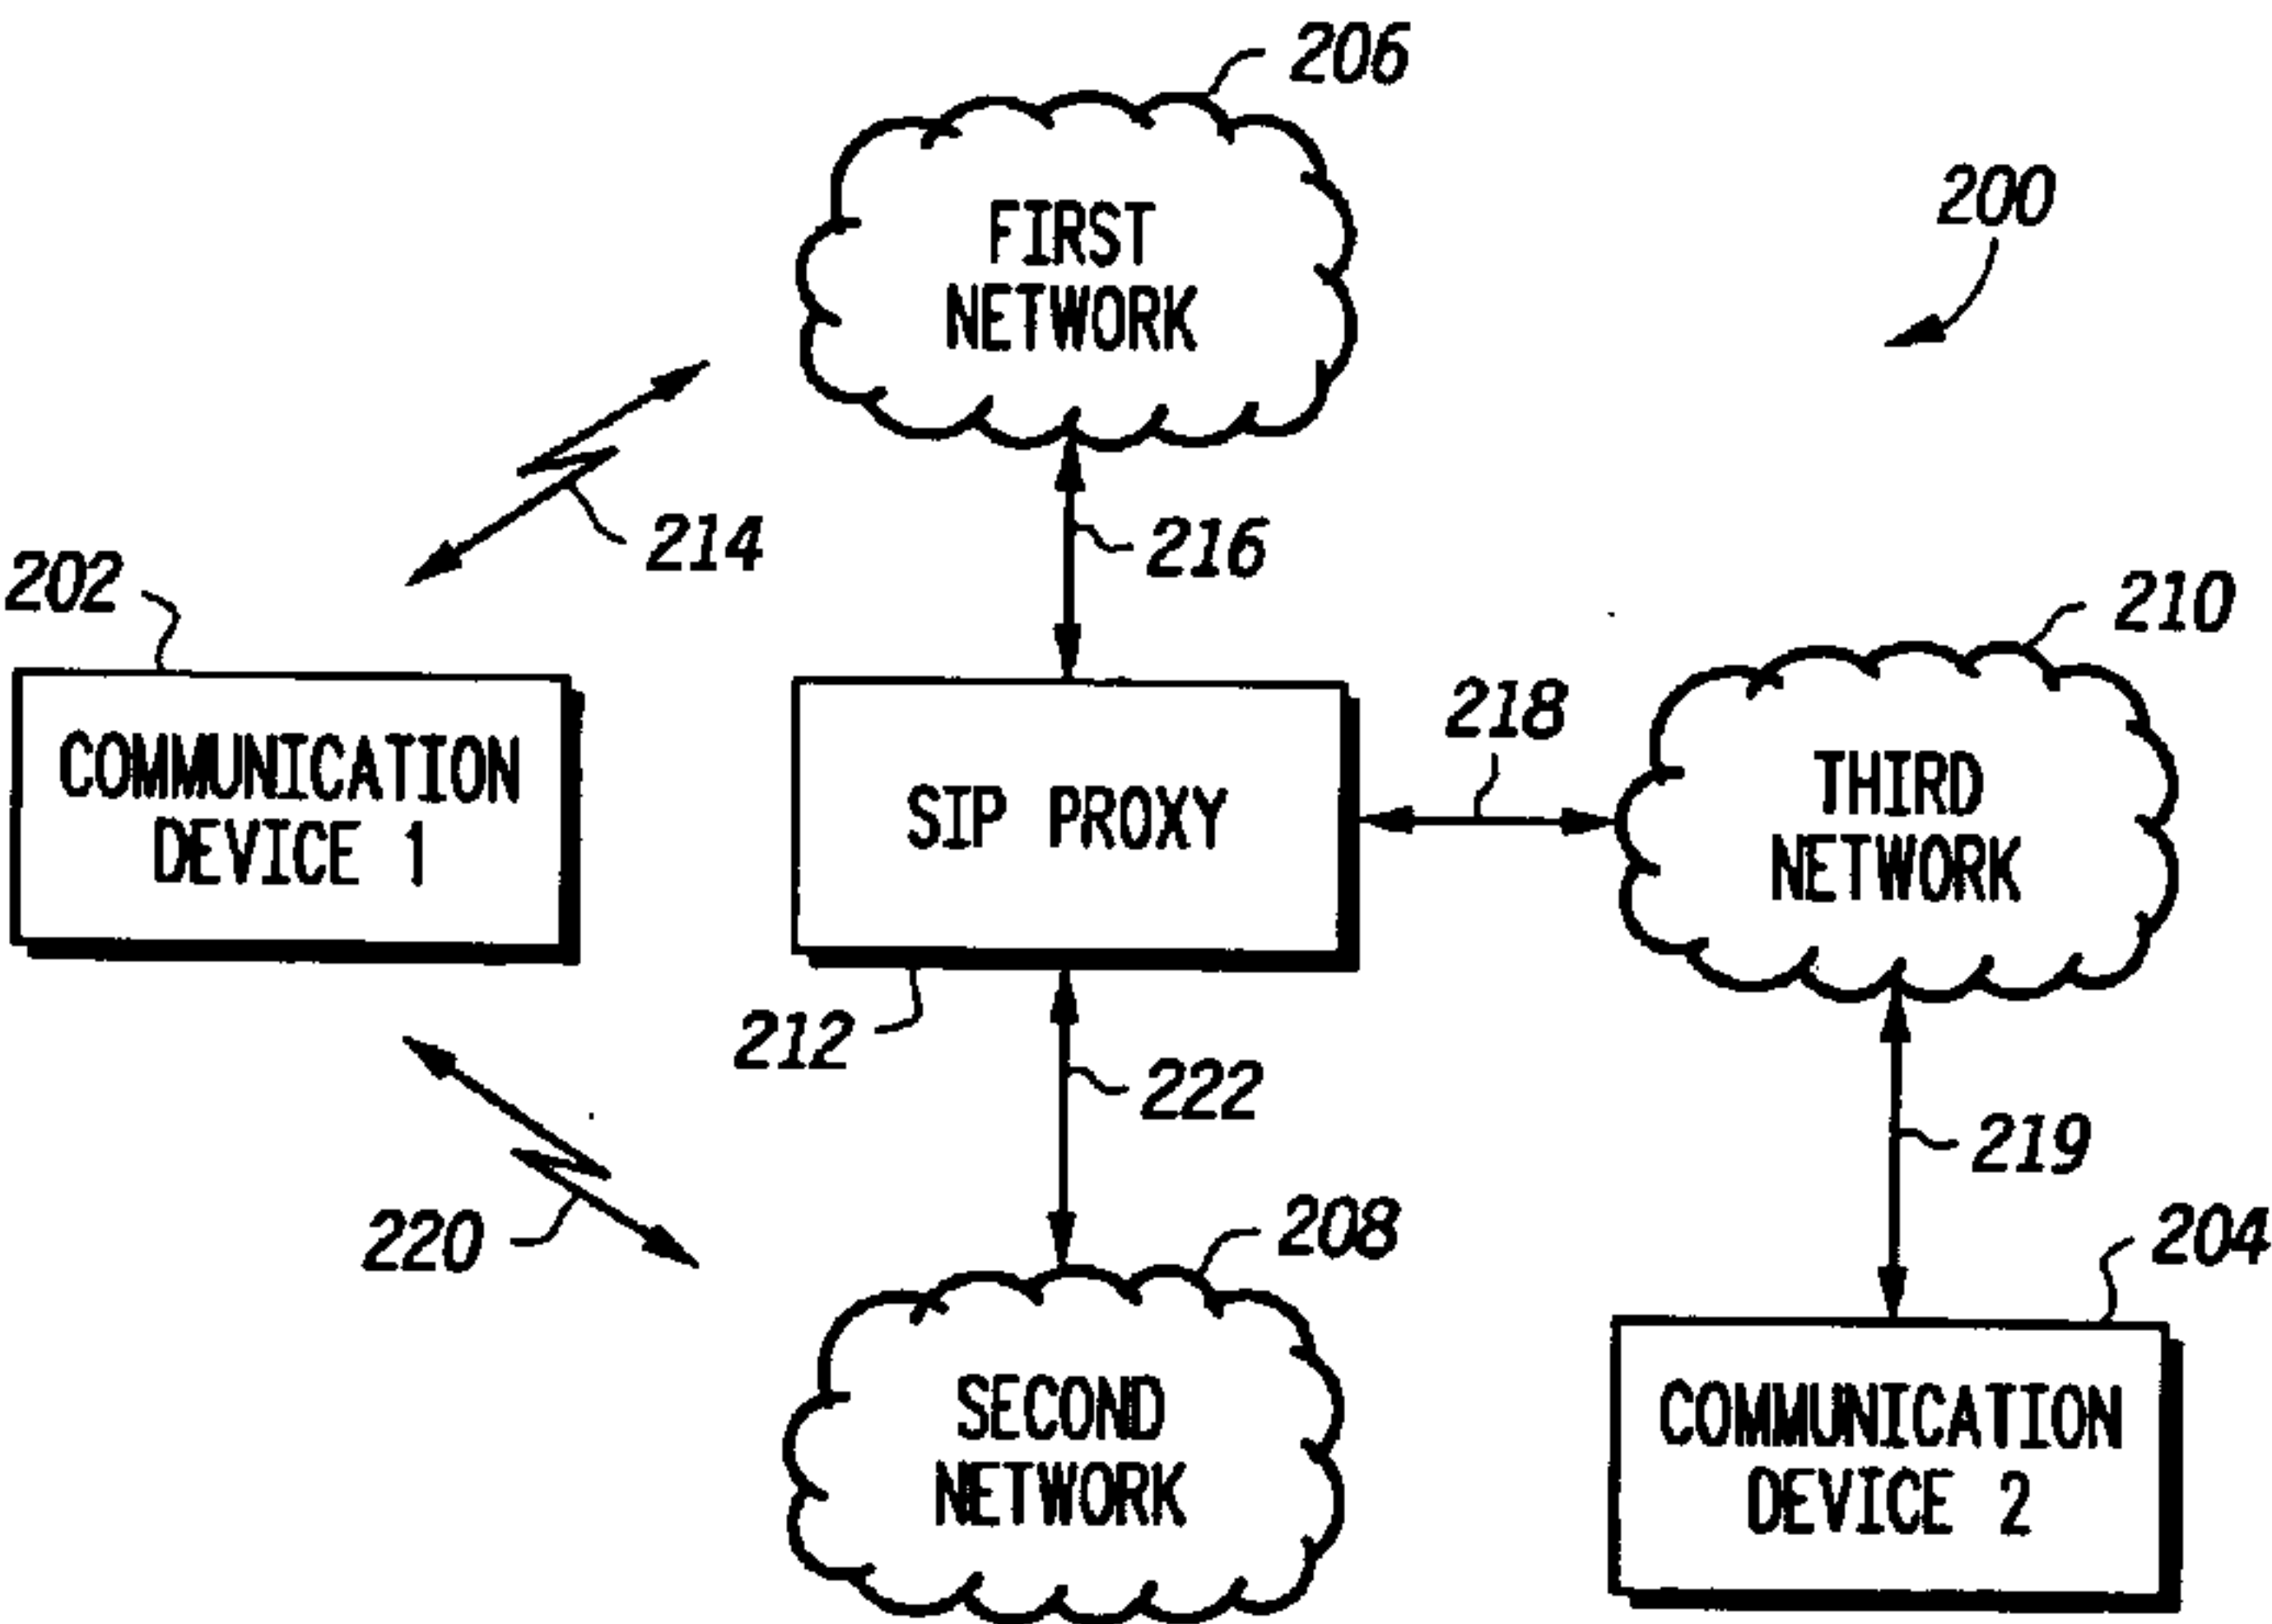 206
200
FIRST
NETWORK
214
216
202
210
218
COMMUNICATION
DEVICE 1
SIP PROXY
THIRD
NETWORK
212
222
219
220
208
204
SECOND
NETWORK
COMMUNICATION
DEVICE 2